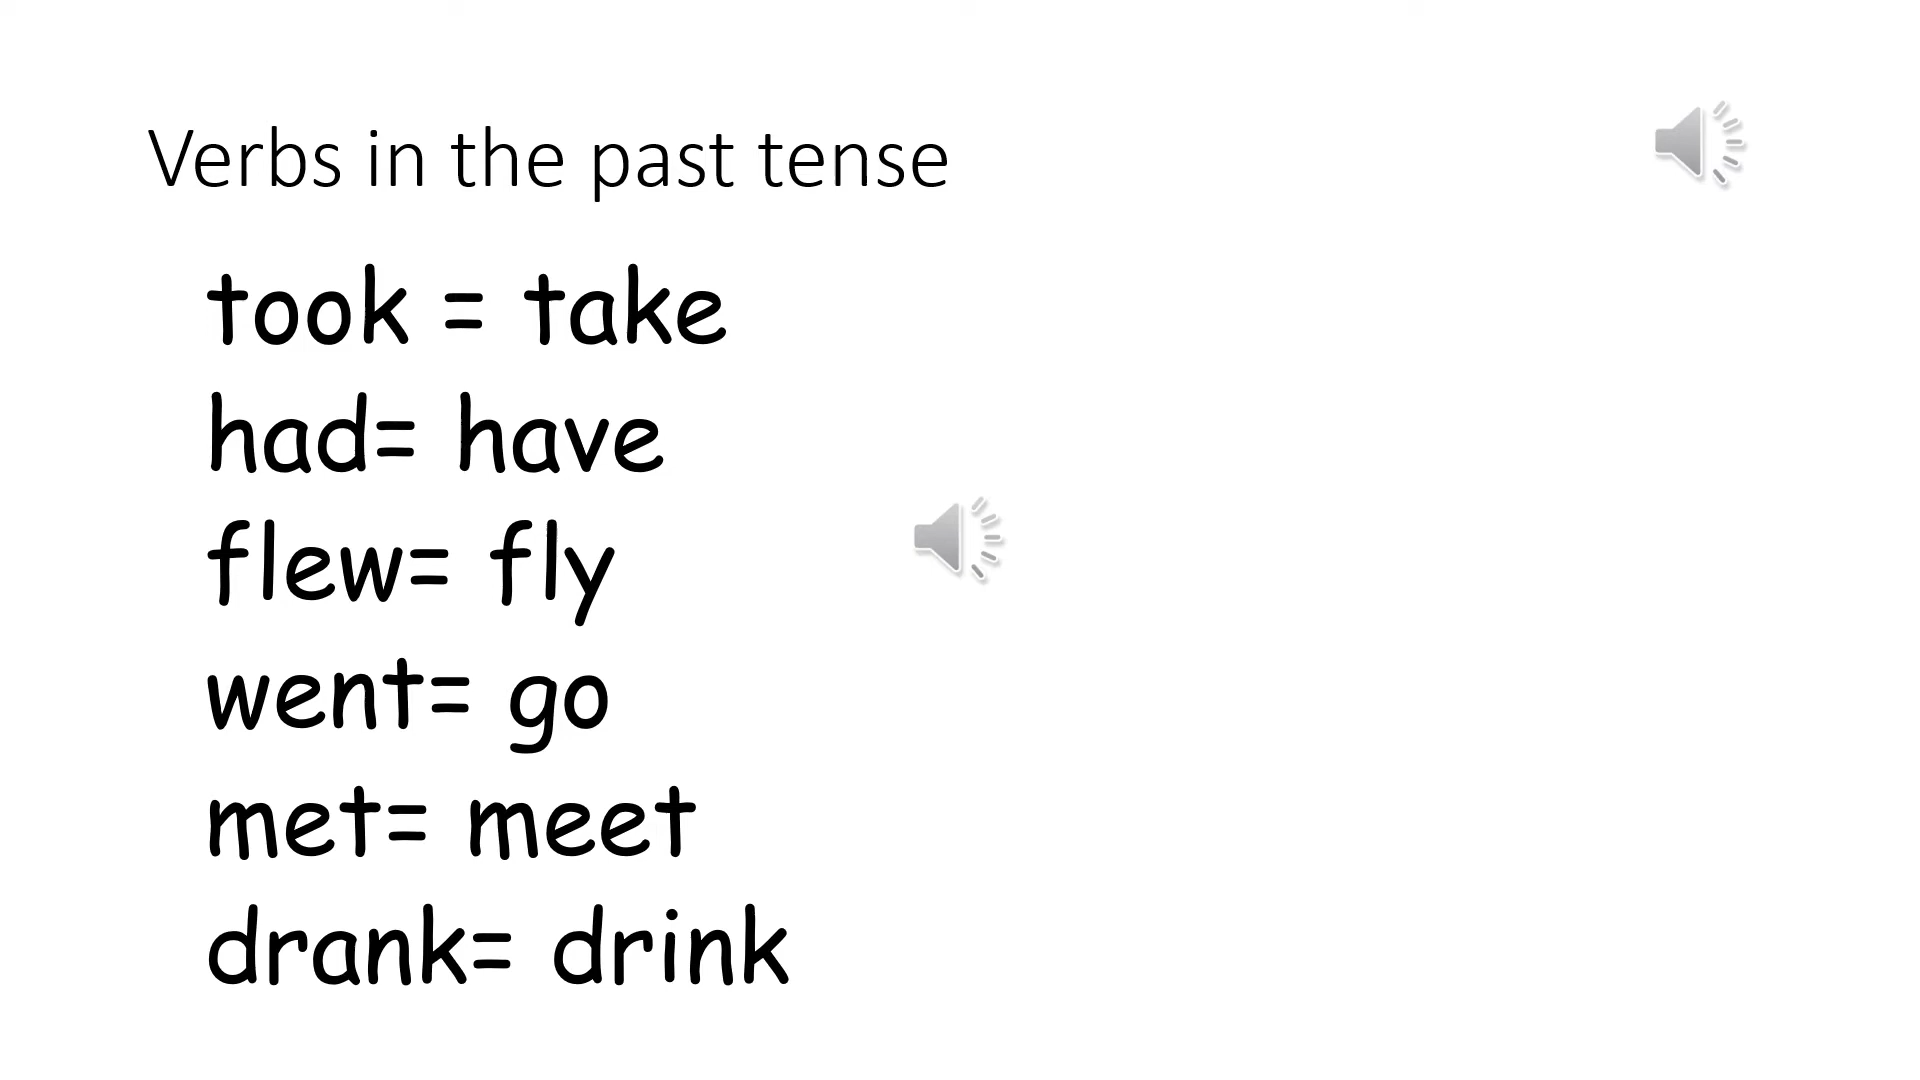 Verbs in the past tense
took = take
had= have
flew= fly
went= go
met= meet
drank= drink